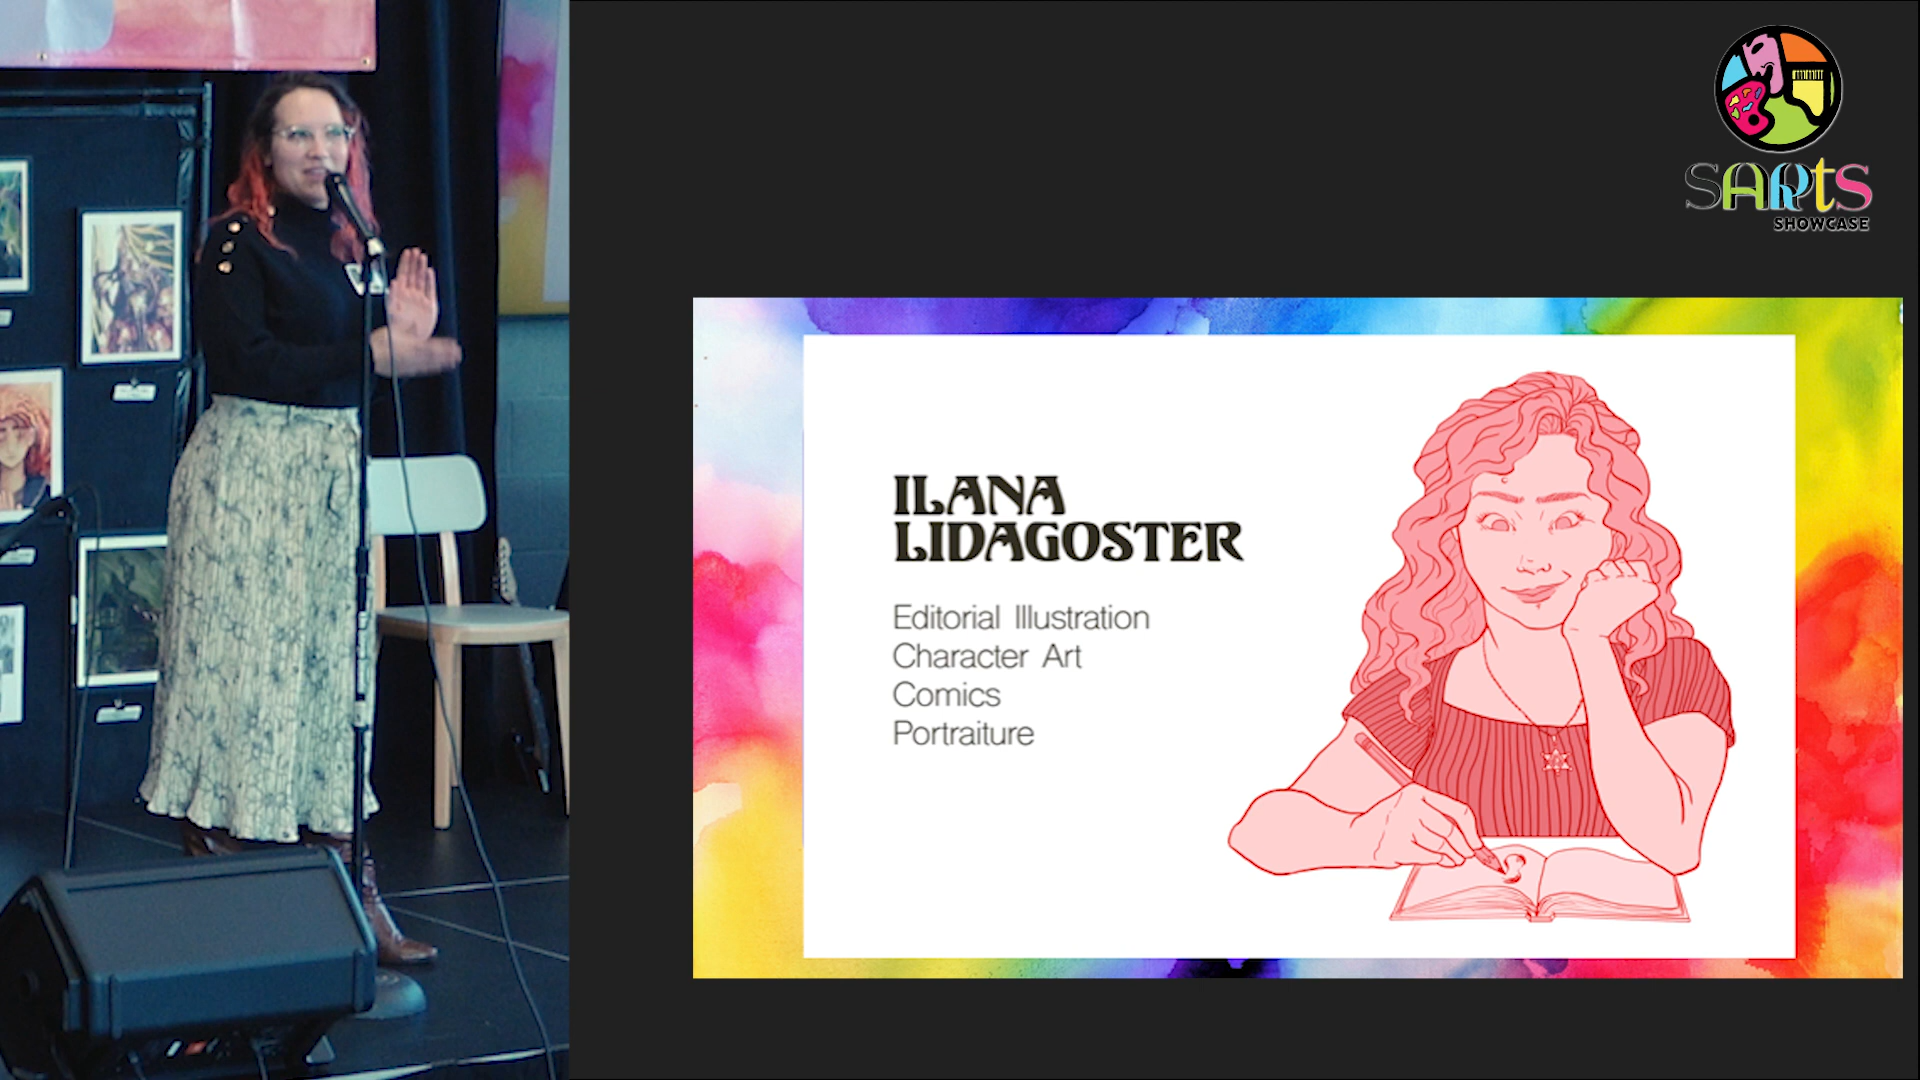 SARtS
SHOWCASE
ILANA
LIDAGOSTER
Editorial Illustration
Character Art
Comics
Portraiture